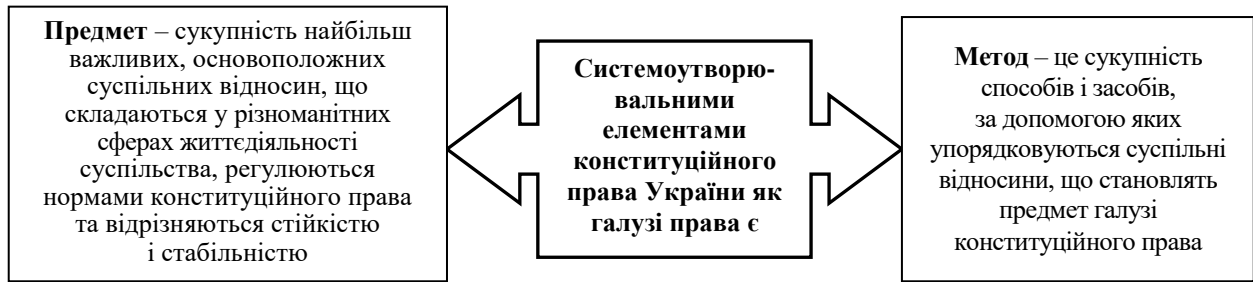 Предмет – сукупність найбільш
важливих, основоположних
суспільних відносин, що
складаються у різноманітних
сферах життєдіяльності
суспільства, регулюються
нормами конституційного права
та відрізняються стійкістю
і стабільністю
Системоутворю-
вальними
елементами
конституційного
права України як
галузі права є
Метод – це сукупність
способів і засобів,
за допомогою яких
упорядковуються суспільні
відносини, що становлять
предмет галузі
конституційного права